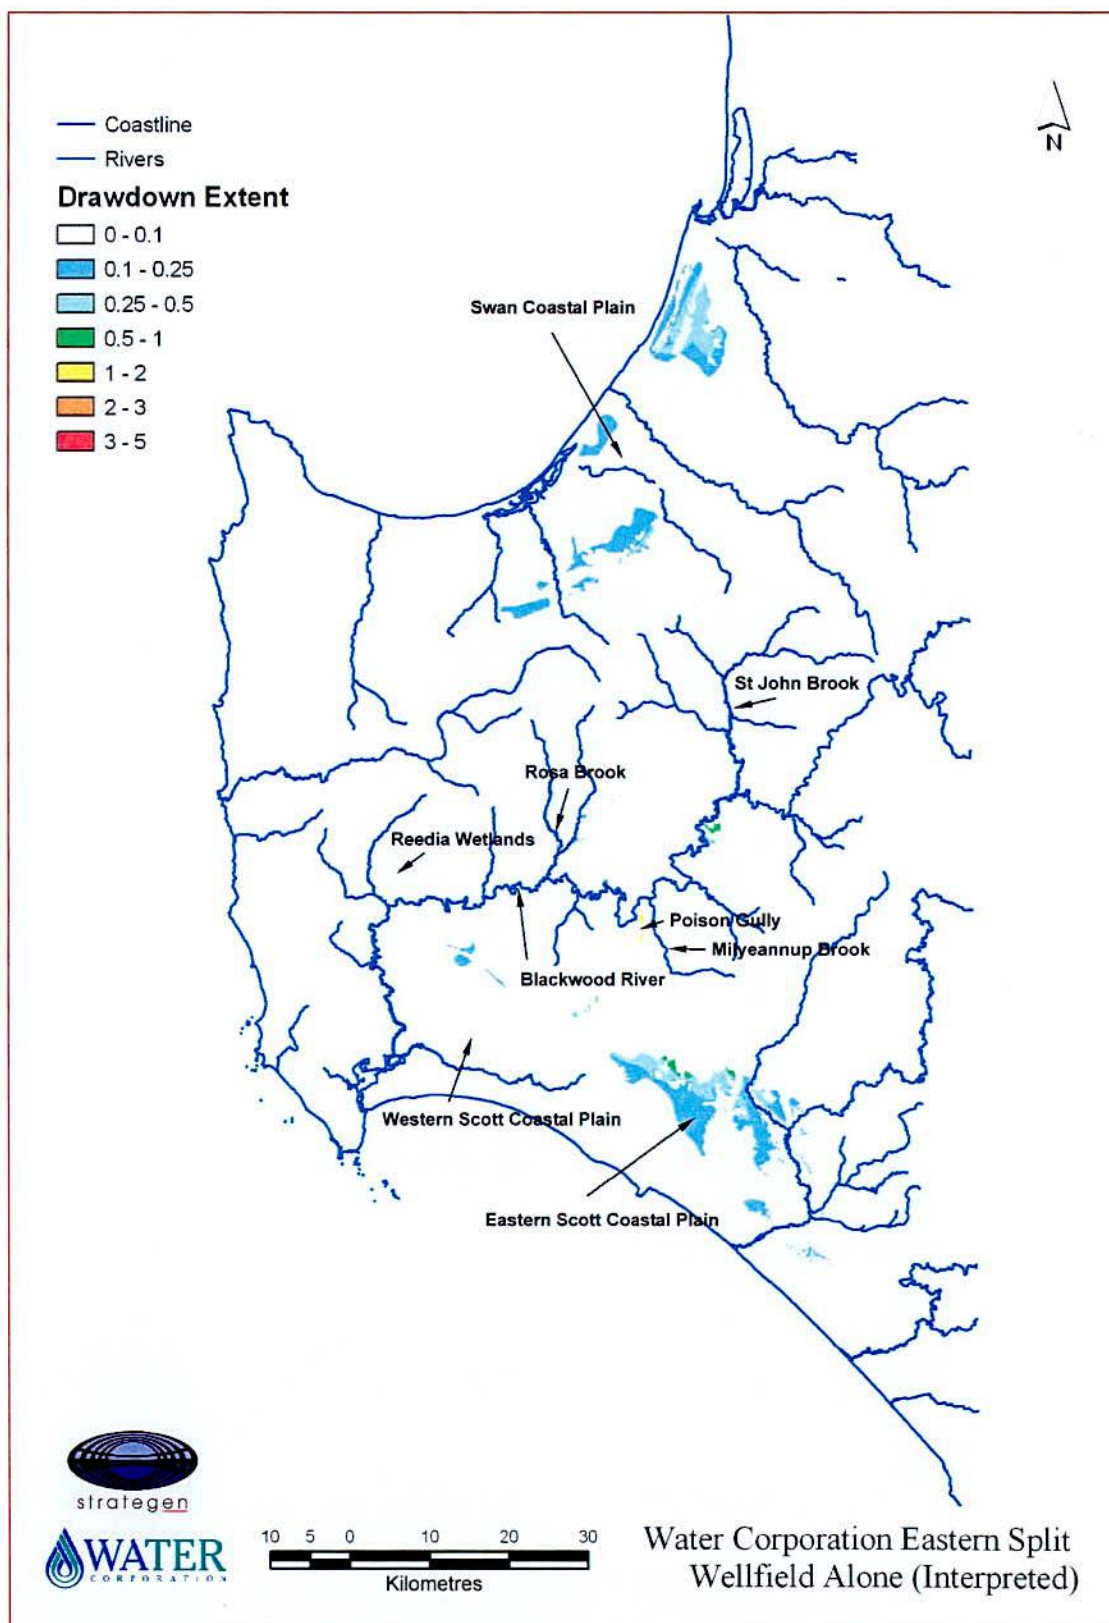 Coastline
Rivers
Drawdown Extent
0 - 0.1
0.1 - 0.25
0.25 - 0.5
0.5 - 1
1 - 2
2 - 3
3 - 5
N
Swan Coastal Plain
St John Brook
Rosa Brook
Reedia Wetlands
Poison Gully
Milyeannup Brook
Blackwood River
Western Scott Coastal Plain
Eastern Scott Coastal Plain
strategen
WATER
CORPORATION
10 5 0 10 20 30
Kilometres
Water Corporation Eastern Split
Wellfield Alone (Interpreted)